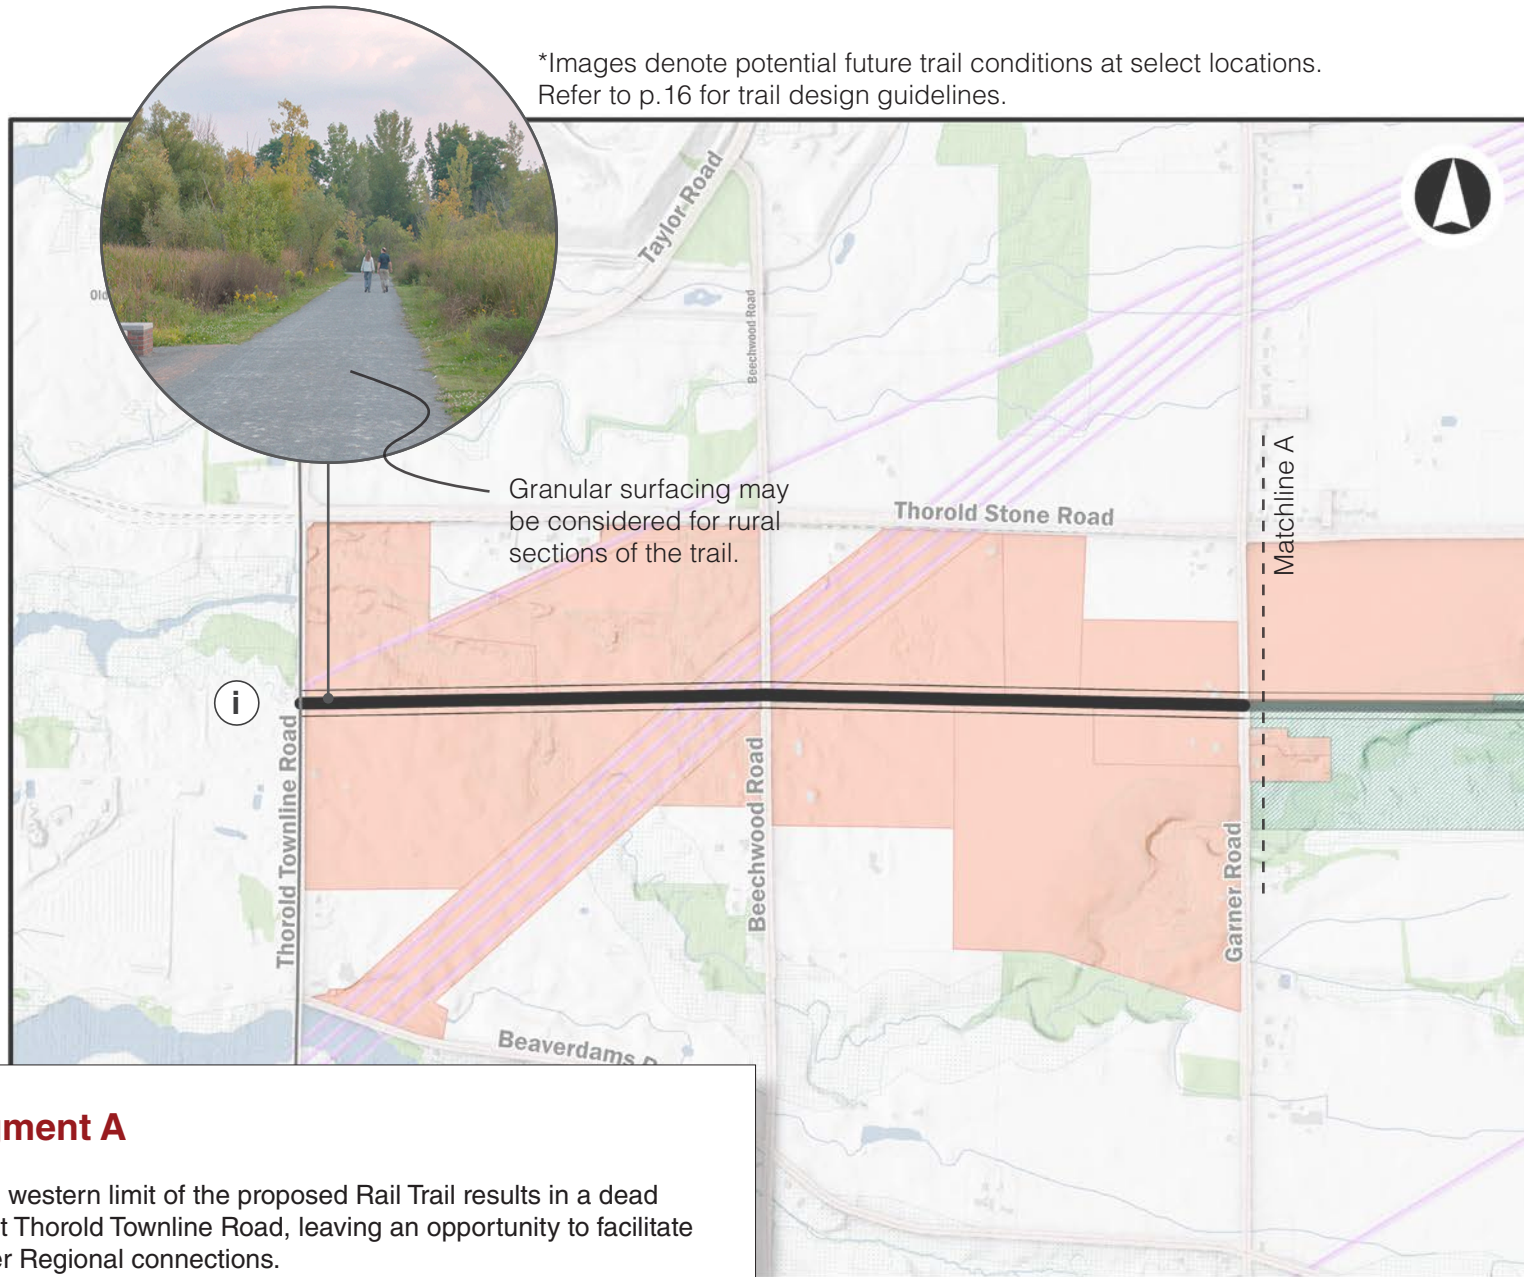 *Images denote potential future trail conditions at select locations.
Refer to p.16 for trail design guidelines.
Taylor Road
Beechwood Road
Old
Granular surfacing may
be considered for rural
sections of the trail.
Thorold Stone Road
Matchline A
i
Thorold Townline Road
Beechwood Road
Garner Road
Beaverdams
ment A
western limit of the proposed Rail Trail results in a dead
t Thorold Townline Road, leaving an opportunity to facilitate
er Regional connections.